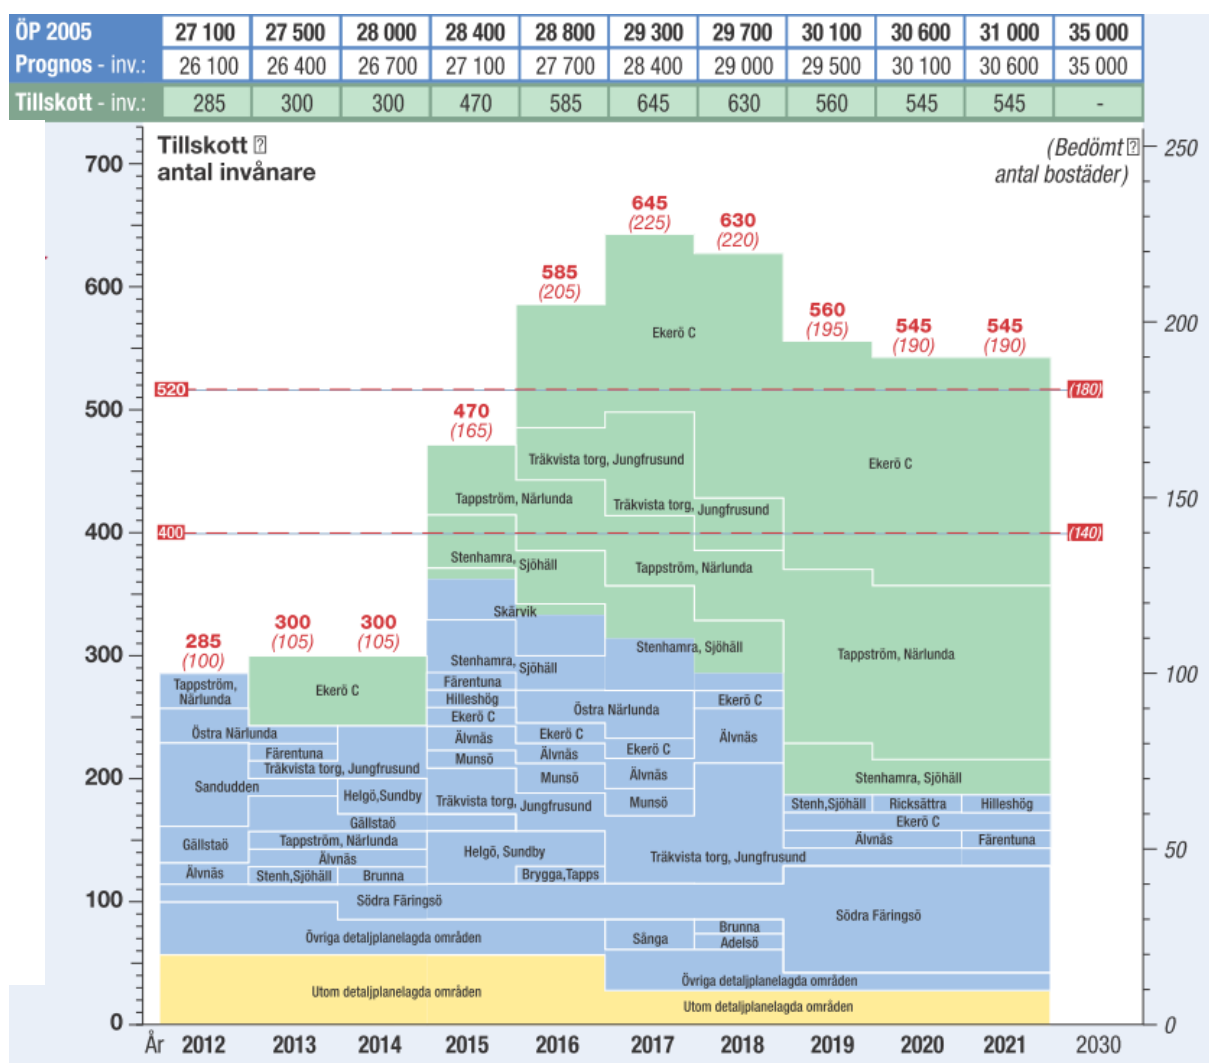 ÖP 2005 27 100 27 500 28 000 28 400 28 800 29 300 29 700 30 100 30 600 31 000 35 000
Prognos - inv.: 26 100 26 400 26 700 27 100 27 700 28 400 29 000 29 500 30 100 30 600 35 000
Tillskott - inv.: 285 300 300 470 585 645 630 560 545 545 -
Tillskott
antal invånare
(Bedömt
antal bostäder)
700
600
520
500
400
400
300
200
100
0
250
200
(180)
150
(140)
100
50
0
285
(100)
300
(105)
300
(105)
470
(165)
585
(205)
645
(225)
630
(220)
560
(195)
545
(190)
545
(190)
Ekerö C
Träkvista torg, Jungfrusund
Ekerö C
Tappström, Närlunda
Träkvista torg, Jungfrusund
Stenhamra, Sjöhäll
Tappström, Närlunda
Skärvik
Stenhamra, Sjöhäll
Tappström, Närlunda
Stenhamra, Sjöhäll
Tappström,
Närlunda
Ekerö C
Färentuna
Hilleshög
Ekerö C
Östra Närlunda
Ekerö C
Östra Närlunda
Älvnäs
Ekerö C
Ekerö C
Älvnäs
Färentuna
Munsö
Älvnäs
Älvnäs
Träkvista torg, Jungfrusund
Munsö
Munsö
Stenhamra, Sjöhäll
Sandudden
Helgö,Sundby
Träkvista torg, Jungfrusund
Stenh,Sjöhäll
Ricksättra
Hilleshög
Gällstaö
Ekerö C
Gällstaö
Tappström, Närlunda
Helgö, Sundby
Älvnäs
Färentuna
Älvnäs
Träkvista torg, Jungfrusund
Älvnäs
Stenh,Sjöhäll
Brunna
Brygga,Tapps
Södra Färingsö
Södra Färingsö
Övriga detaljplanelagda områden
Sånga
Brunna
Adelsö
Övriga detaljplanelagda områden
Utom detaljplanelagda områden
Utom detaljplanelagda områden
År 2012 2013 2014 2015 2016 2017 2018 2019 2020 2021 2030